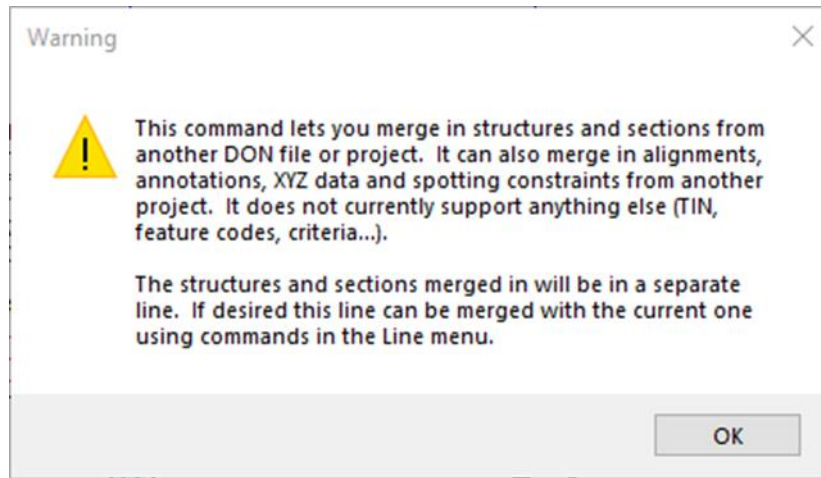 Warning
This command lets you merge in structures and sections from
another DON file or project. It can also merge in alignments,
annotations, XYZ data and spotting constraints from another
project. It does not currently support anything else (TIN,
feature codes, criteria...).
The structures and sections merged in will be in a separate
line. If desired this line can be merged with the current one
using commands in the Line menu.
OK